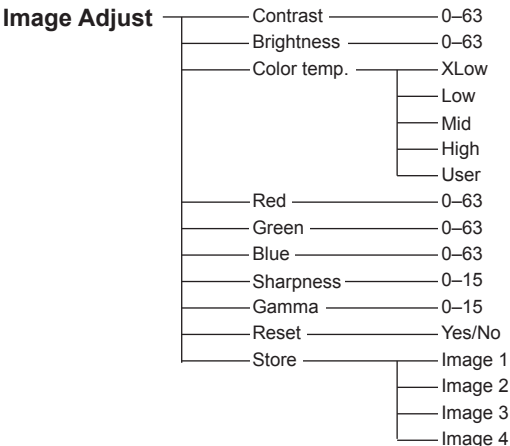 Image Adjust Contrast 0–63
Brightness 0–63
Color temp. XLow
Low
Mid
High
User
Red 0–63
Green 0–63
Blue 0–63
Sharpness 0–15
Gamma 0–15
Reset Yes/No
Store Image 1
Image 2
Image 3
Image 4